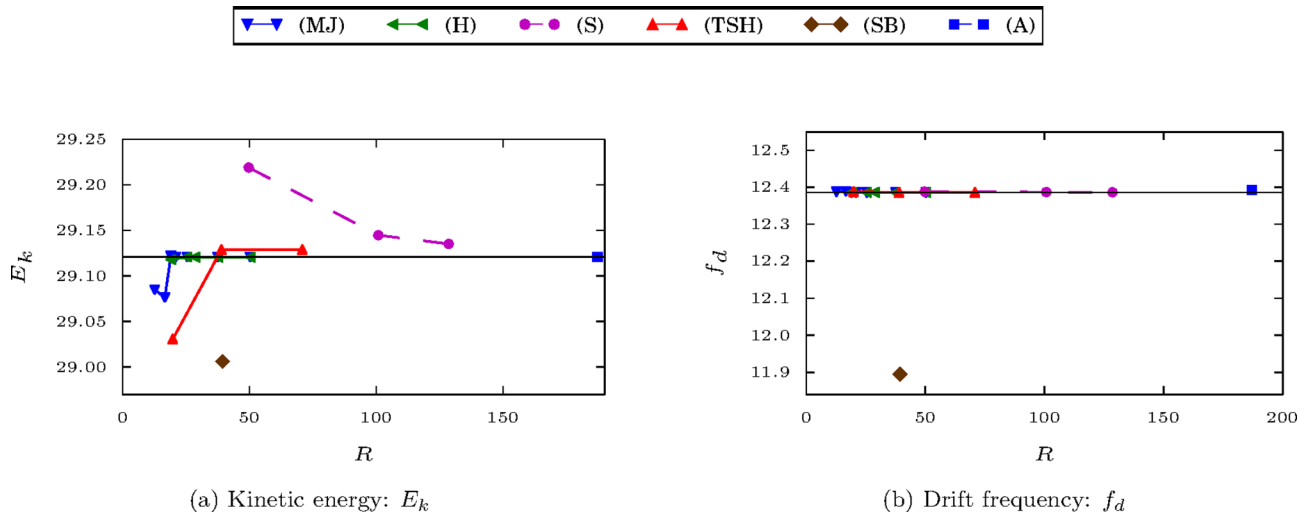 (MJ) (H) (S) (TSH) (SB) (A)
29.25
29.20
29.15
29.10
29.05
29.00
E_k
0 50 100 150
R
(a) Kinetic energy: E_k
12.5
12.4
12.3
12.2
12.1
12.0
11.9
f_d
0 50 100 150 200
R
(b) Drift frequency: f_d